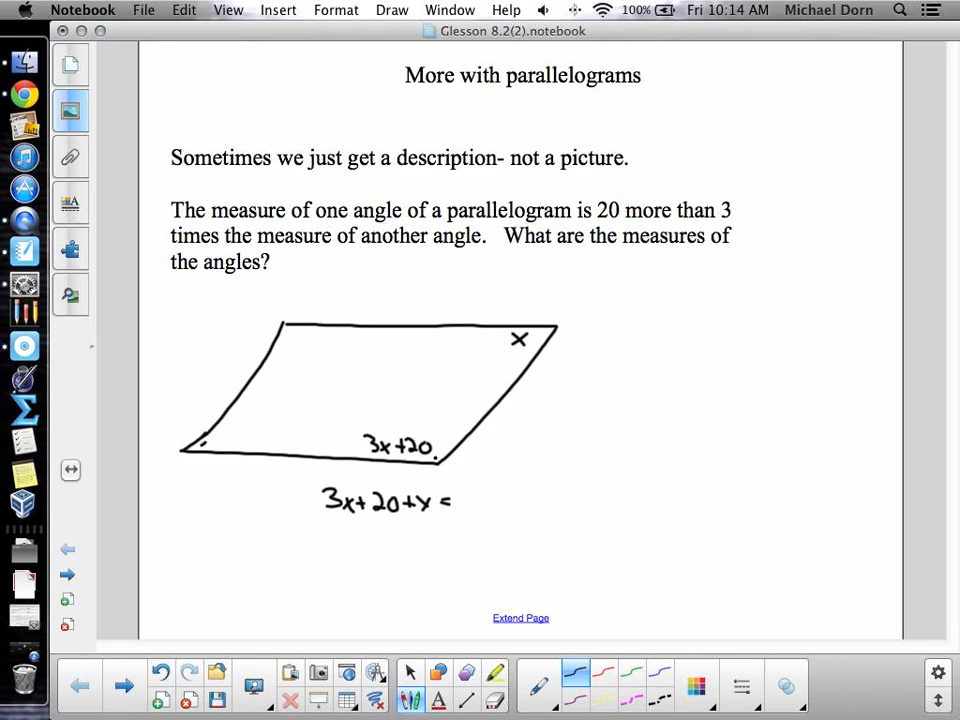 Notebook File Edit View Insert Format Draw Window Help 100% Fri 10:14 AM Michael Dorn
Glesson 8.2(2).notebook
More with parallelograms
Sometimes we just get a description- not a picture.
The measure of one angle of a parallelogram is 20 more than 3
times the measure of another angle. What are the measures of
the angles?
x
3x+20
3x+20+x =
Extend Page